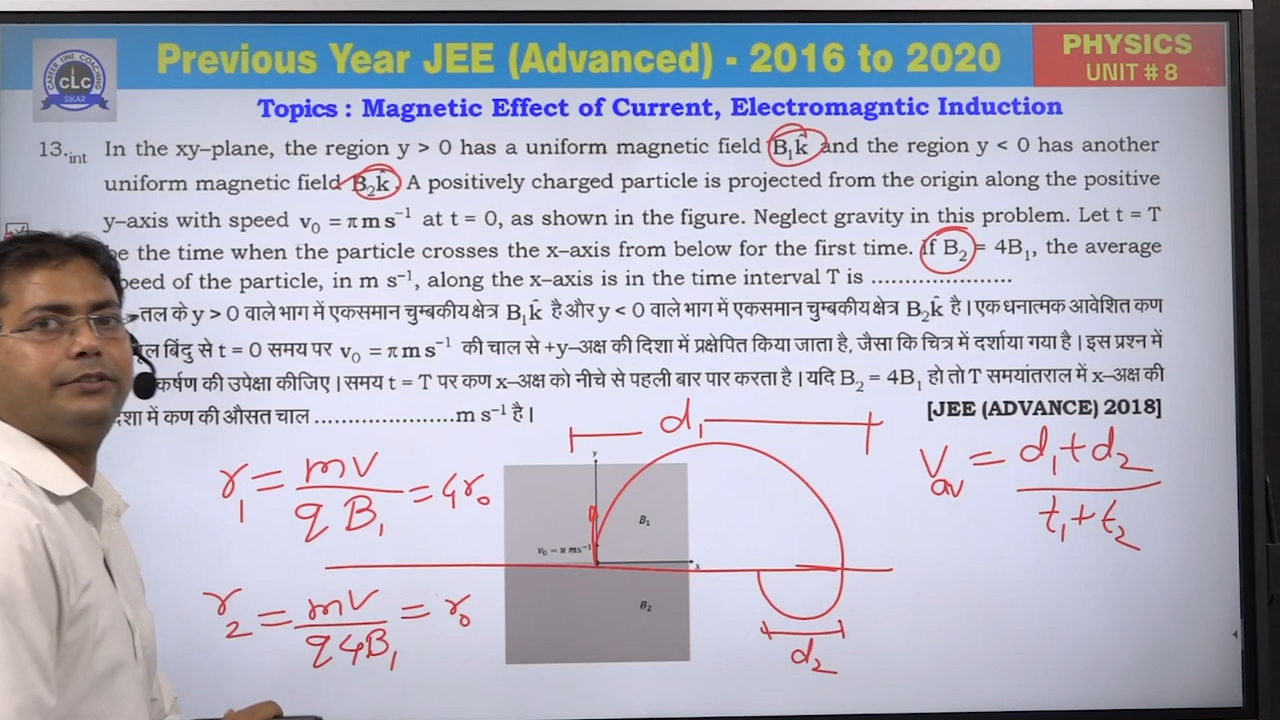 CAREER LINE COACHING
CLC
SIKAR
Previous Year JEE (Advanced) - 2016 to 2020
PHYSICS
UNIT # 8
Topics : Magnetic Effect of Current, Electromagntic Induction
13.int In the xy–plane, the region y > 0 has a uniform magnetic field B₁k̂ and the region y < 0 has another
uniform magnetic field B₂k̂. A positively charged particle is projected from the origin along the positive
y–axis with speed v₀ = π m s⁻¹ at t = 0, as shown in the figure. Neglect gravity in this problem. Let t = T
be the time when the particle crosses the x–axis from below for the first time. If B₂ = 4B₁, the average
speed of the particle, in m s⁻¹, along the x–axis is in the time interval T is .....................
तल के y > 0 वाले भाग में एकसमान चुम्बकीय क्षेत्र B₁k̂ है और y < 0 वाले भाग में एकसमान चुम्बकीय क्षेत्र B₂k̂ है। एक धनात्मक आवेशित कण
बिंदु से t = 0 समय पर v₀ = π m s⁻¹ की चाल से +y–अक्ष की दिशा में प्रक्षेपित किया जाता है, जैसा कि चित्र में दर्शाया गया है। इस प्रश्न में
की उपेक्षा कीजिए। समय t = T पर कण x–अक्ष को नीचे से पहली बार पार करता है। यदि B₂ = 4B₁ हो तो T समयांतराल में x–अक्ष की
दिशा में कण की औसत चाल .....................m s⁻¹ है।
[JEE (ADVANCE) 2018]
d₁
r₁ = mv / qB₁ = 4r₀
V_av = d₁ + d₂ / t₁ + t₂
y
B₁
v₀ = π ms⁻¹
x
B₂
r₂ = mv / q4B₁ = r₀
d₂